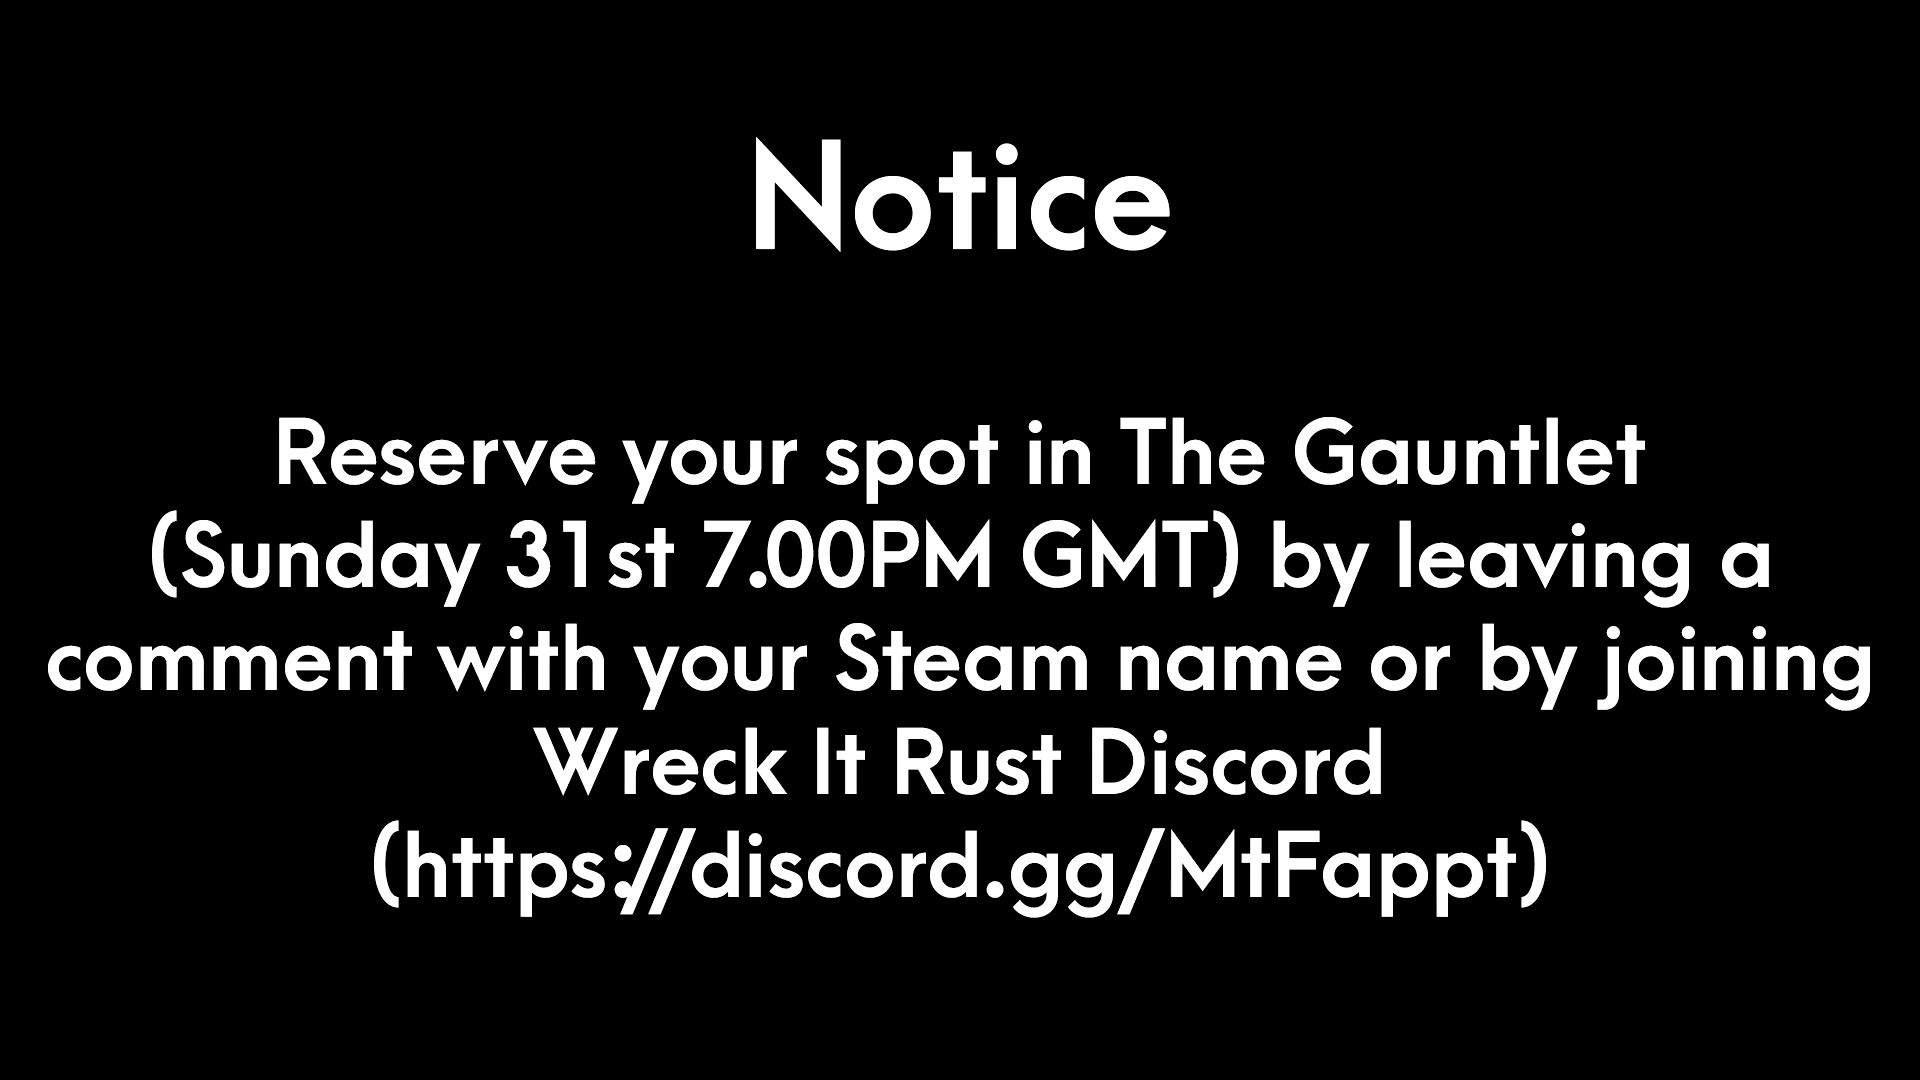 Notice
Reserve your spot in The Gauntlet
(Sunday 31st 7.00PM GMT) by leaving a
comment with your Steam name or by joining
Wreck It Rust Discord
(https://discord.gg/MtFappt)